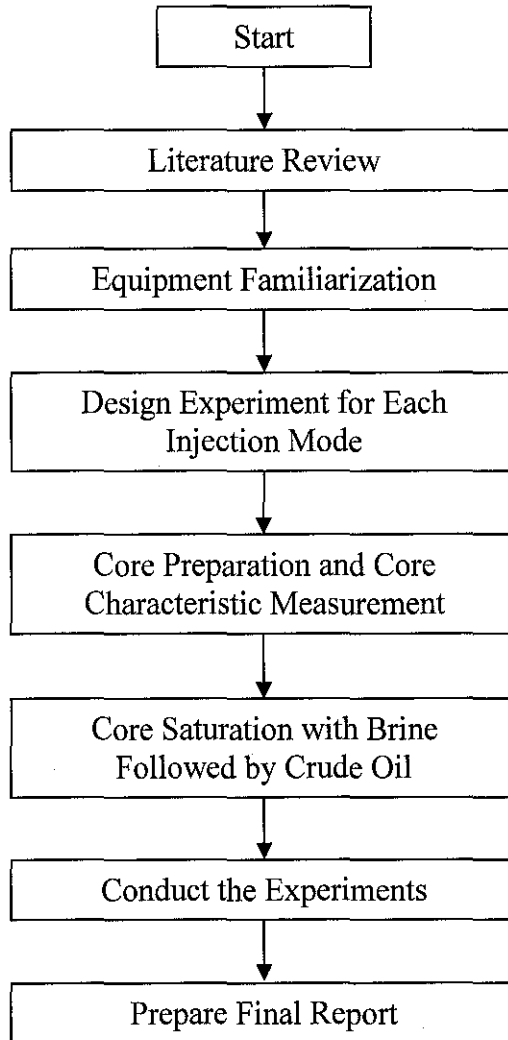 Start
Literature Review
Equipment Familiarization
Design Experiment for Each
Injection Mode
Core Preparation and Core
Characteristic Measurement
Core Saturation with Brine
Followed by Crude Oil
Conduct the Experiments
Prepare Final Report